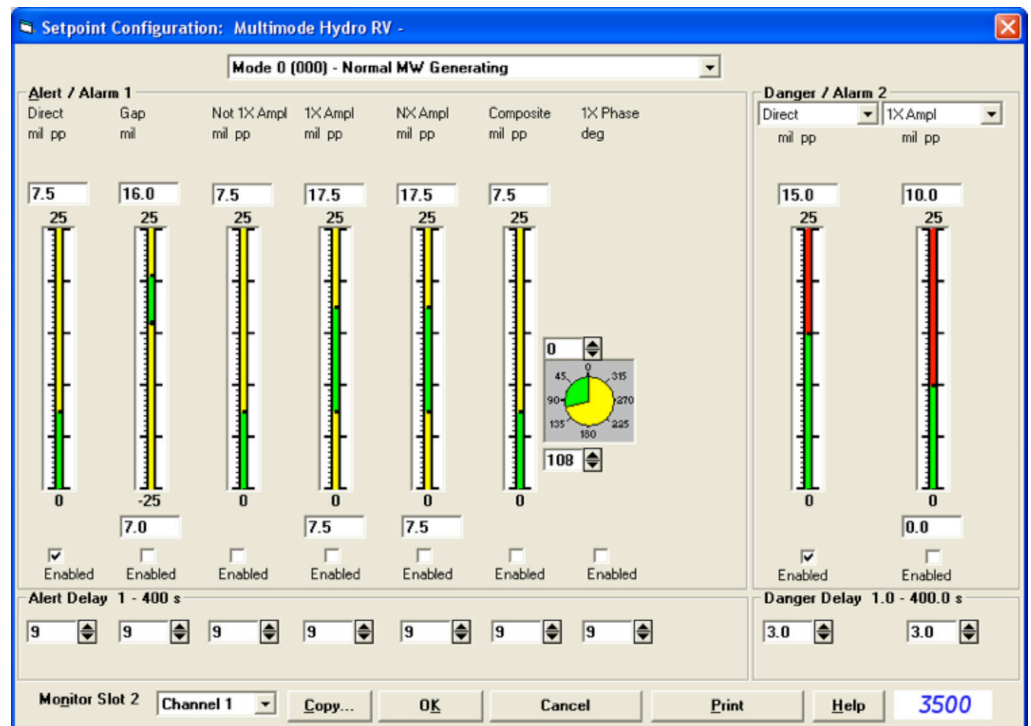 Setpoint Configuration: Multimode Hydro RV -
Mode 0 (000) - Normal MW Generating
Alert / Alarm 1
Direct Gap Not 1X Ampl 1X Ampl NX Ampl Composite 1X Phase
mil pp mil mil pp mil pp mil pp mil pp deg
7.5 16.0 7.5 17.5 17.5 7.5
25 25 25 25 25 25
0
0 45 90 135 180 225 270 315
108
0 -25 0 0 0 0
7.0 7.5 7.5
Enabled Enabled Enabled Enabled Enabled Enabled Enabled
Danger / Alarm 2
Direct 1X Ampl
mil pp mil pp
15.0 10.0
25 25
0 0
0.0
Enabled Enabled
Alert Delay 1 - 400 s
9 9 9 9 9 9 9
Danger Delay 1.0 - 400.0 s
3.0 3.0
Monitor Slot 2 Channel 1 Copy... OK Cancel Print Help 3500